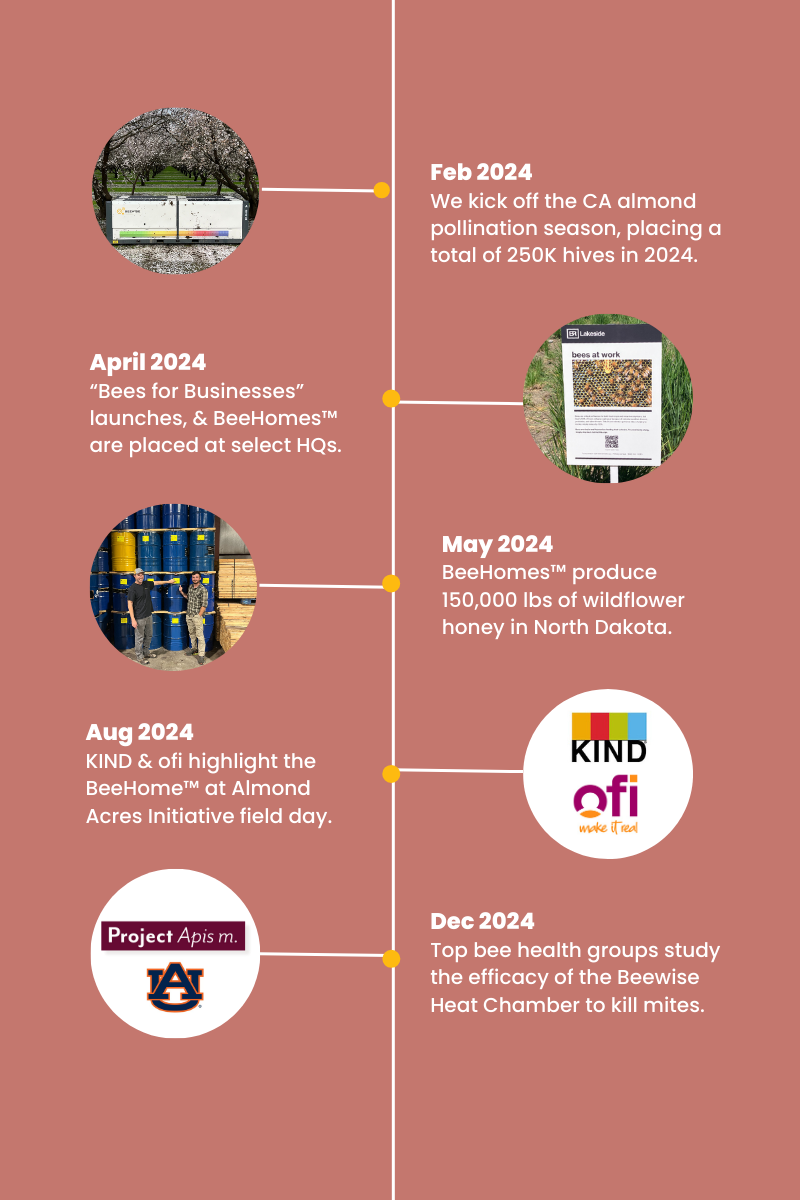 BEEWISE
Feb 2024
We kick off the CA almond
pollination season, placing a
total of 250K hives in 2024.
April 2024
“Bees for Businesses”
launches, & BeeHomes™
are placed at select HQs.
BR Lakeside
bees at work
May 2024
BeeHomes™ produce
150,000 lbs of wildflower
honey in North Dakota.
Aug 2024
KIND & ofi highlight the
BeeHome™ at Almond
Acres Initiative field day.
KIND
ofi
make it real
Project Apis m.
AU
Dec 2024
Top bee health groups study
the efficacy of the Beewise
Heat Chamber to kill mites.